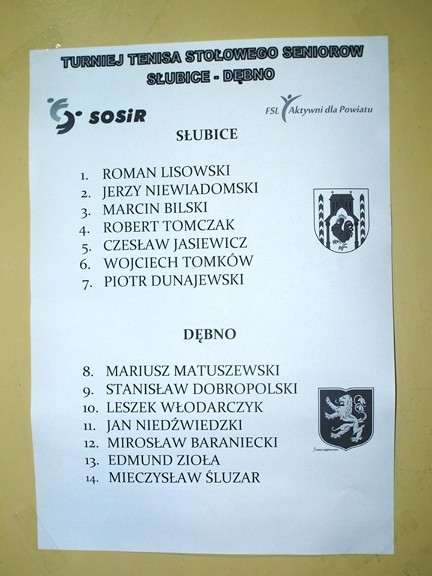 TURNIEJ TENISA STOŁOWEGO SENIOROW
SŁUBICE - DĘBNO
SOSiR
FSL Aktywni dla Powiatu
SŁUBICE
1. ROMAN LISOWSKI
2. JERZY NIEWIADOMSKI
3. MARCIN BILSKI
4. ROBERT TOMCZAK
5. CZESŁAW JASIEWICZ
6. WOJCIECH TOMKÓW
7. PIOTR DUNAJEWSKI
DĘBNO
8. MARIUSZ MATUSZEWSKI
9. STANISŁAW DOBROPOLSKI
10. LESZEK WŁODARCZYK
11. JAN NIEDŹWIEDZKI
12. MIROSŁAW BARANIECKI
13. EDMUND ZIOŁA
14. MIECZYSŁAW ŚLUZAR